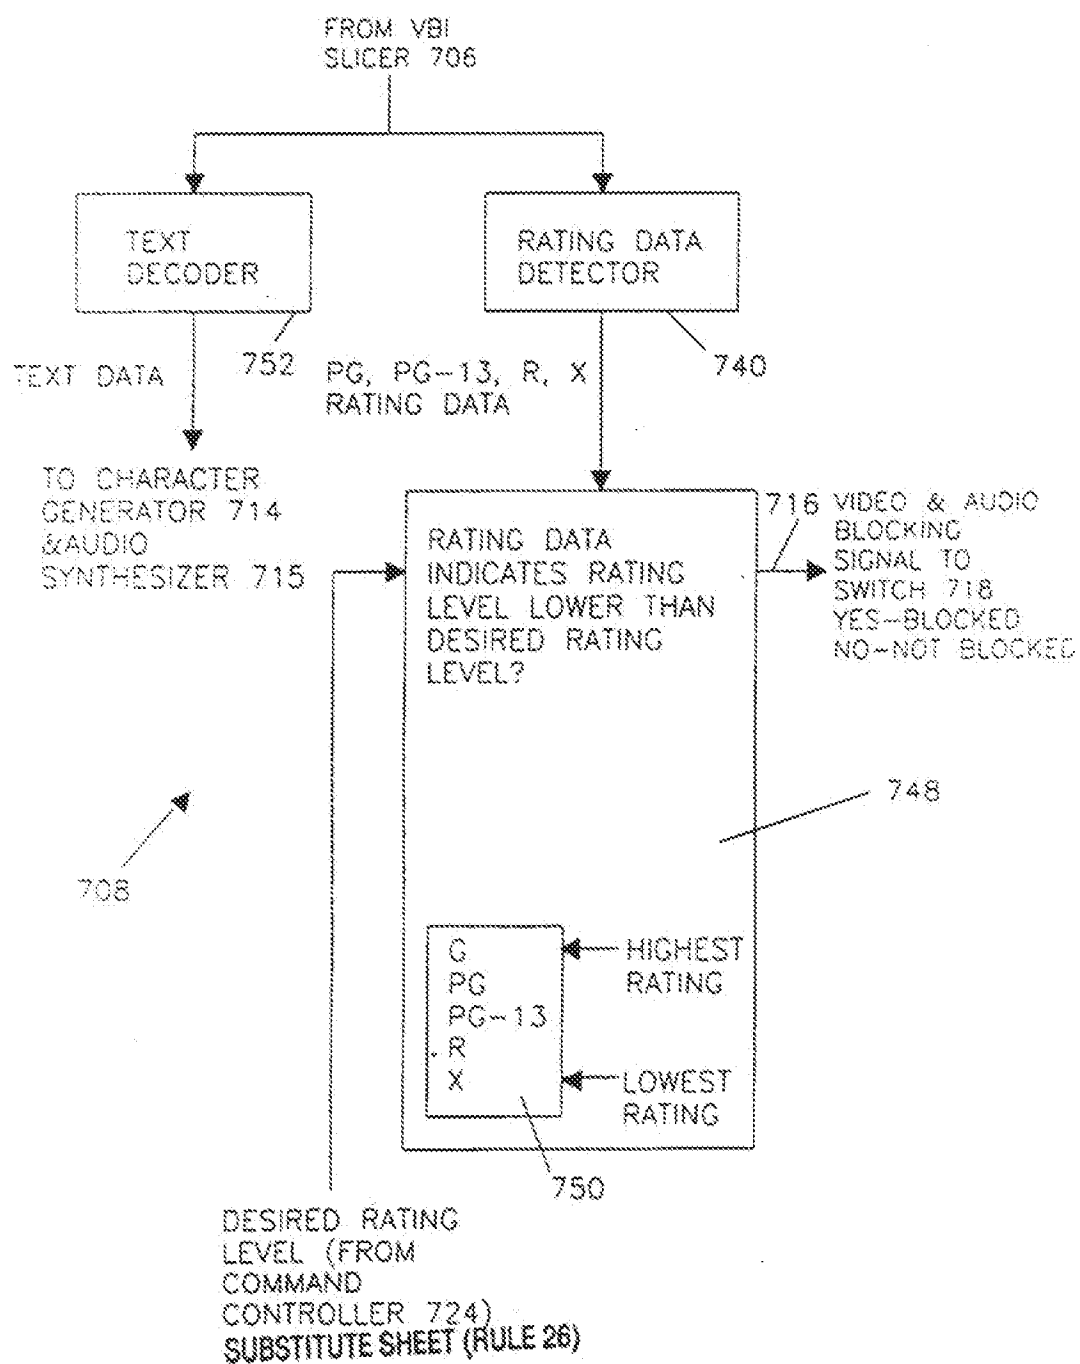 FROM VBI
SLICER 706
TEXT
DECODER
RATING DATA
DETECTOR
752
740
TEXT DATA
PG, PG-13, R, X
RATING DATA
TO CHARACTER
GENERATOR 714
&AUDIO
SYNTHESIZER 715
RATING DATA
INDICATES RATING
LEVEL LOWER THAN
DESIRED RATING
LEVEL?
716
VIDEO & AUDIO
BLOCKING
SIGNAL TO
SWITCH 718
YES-BLOCKED
NO-NOT BLOCKED
748
708
G
PG
PG-13
R
X
HIGHEST
RATING
LOWEST
RATING
750
DESIRED RATING
LEVEL (FROM
COMMAND
CONTROLLER 724)
SUBSTITUTE SHEET (RULE 26)